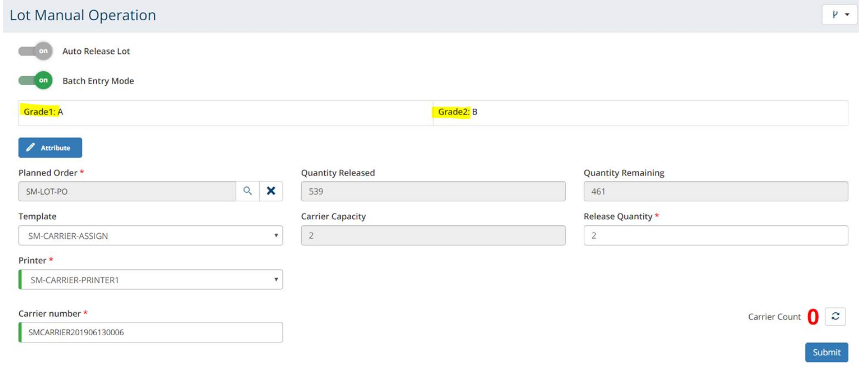 Lot Manual Operation
on Auto Release Lot
on Batch Entry Mode
Grade1: A Grade2: B
Attribute
Planned Order * Quantity Released Quantity Remaining
SM-LOT-PO 539 461
Template Carrier Capacity Release Quantity *
SM-CARRIER-ASSIGN 2 2
Printer *
SM-CARRIER-PRINTER1
Carrier number * Carrier Count 0
SMCARRIER201906130006
Submit